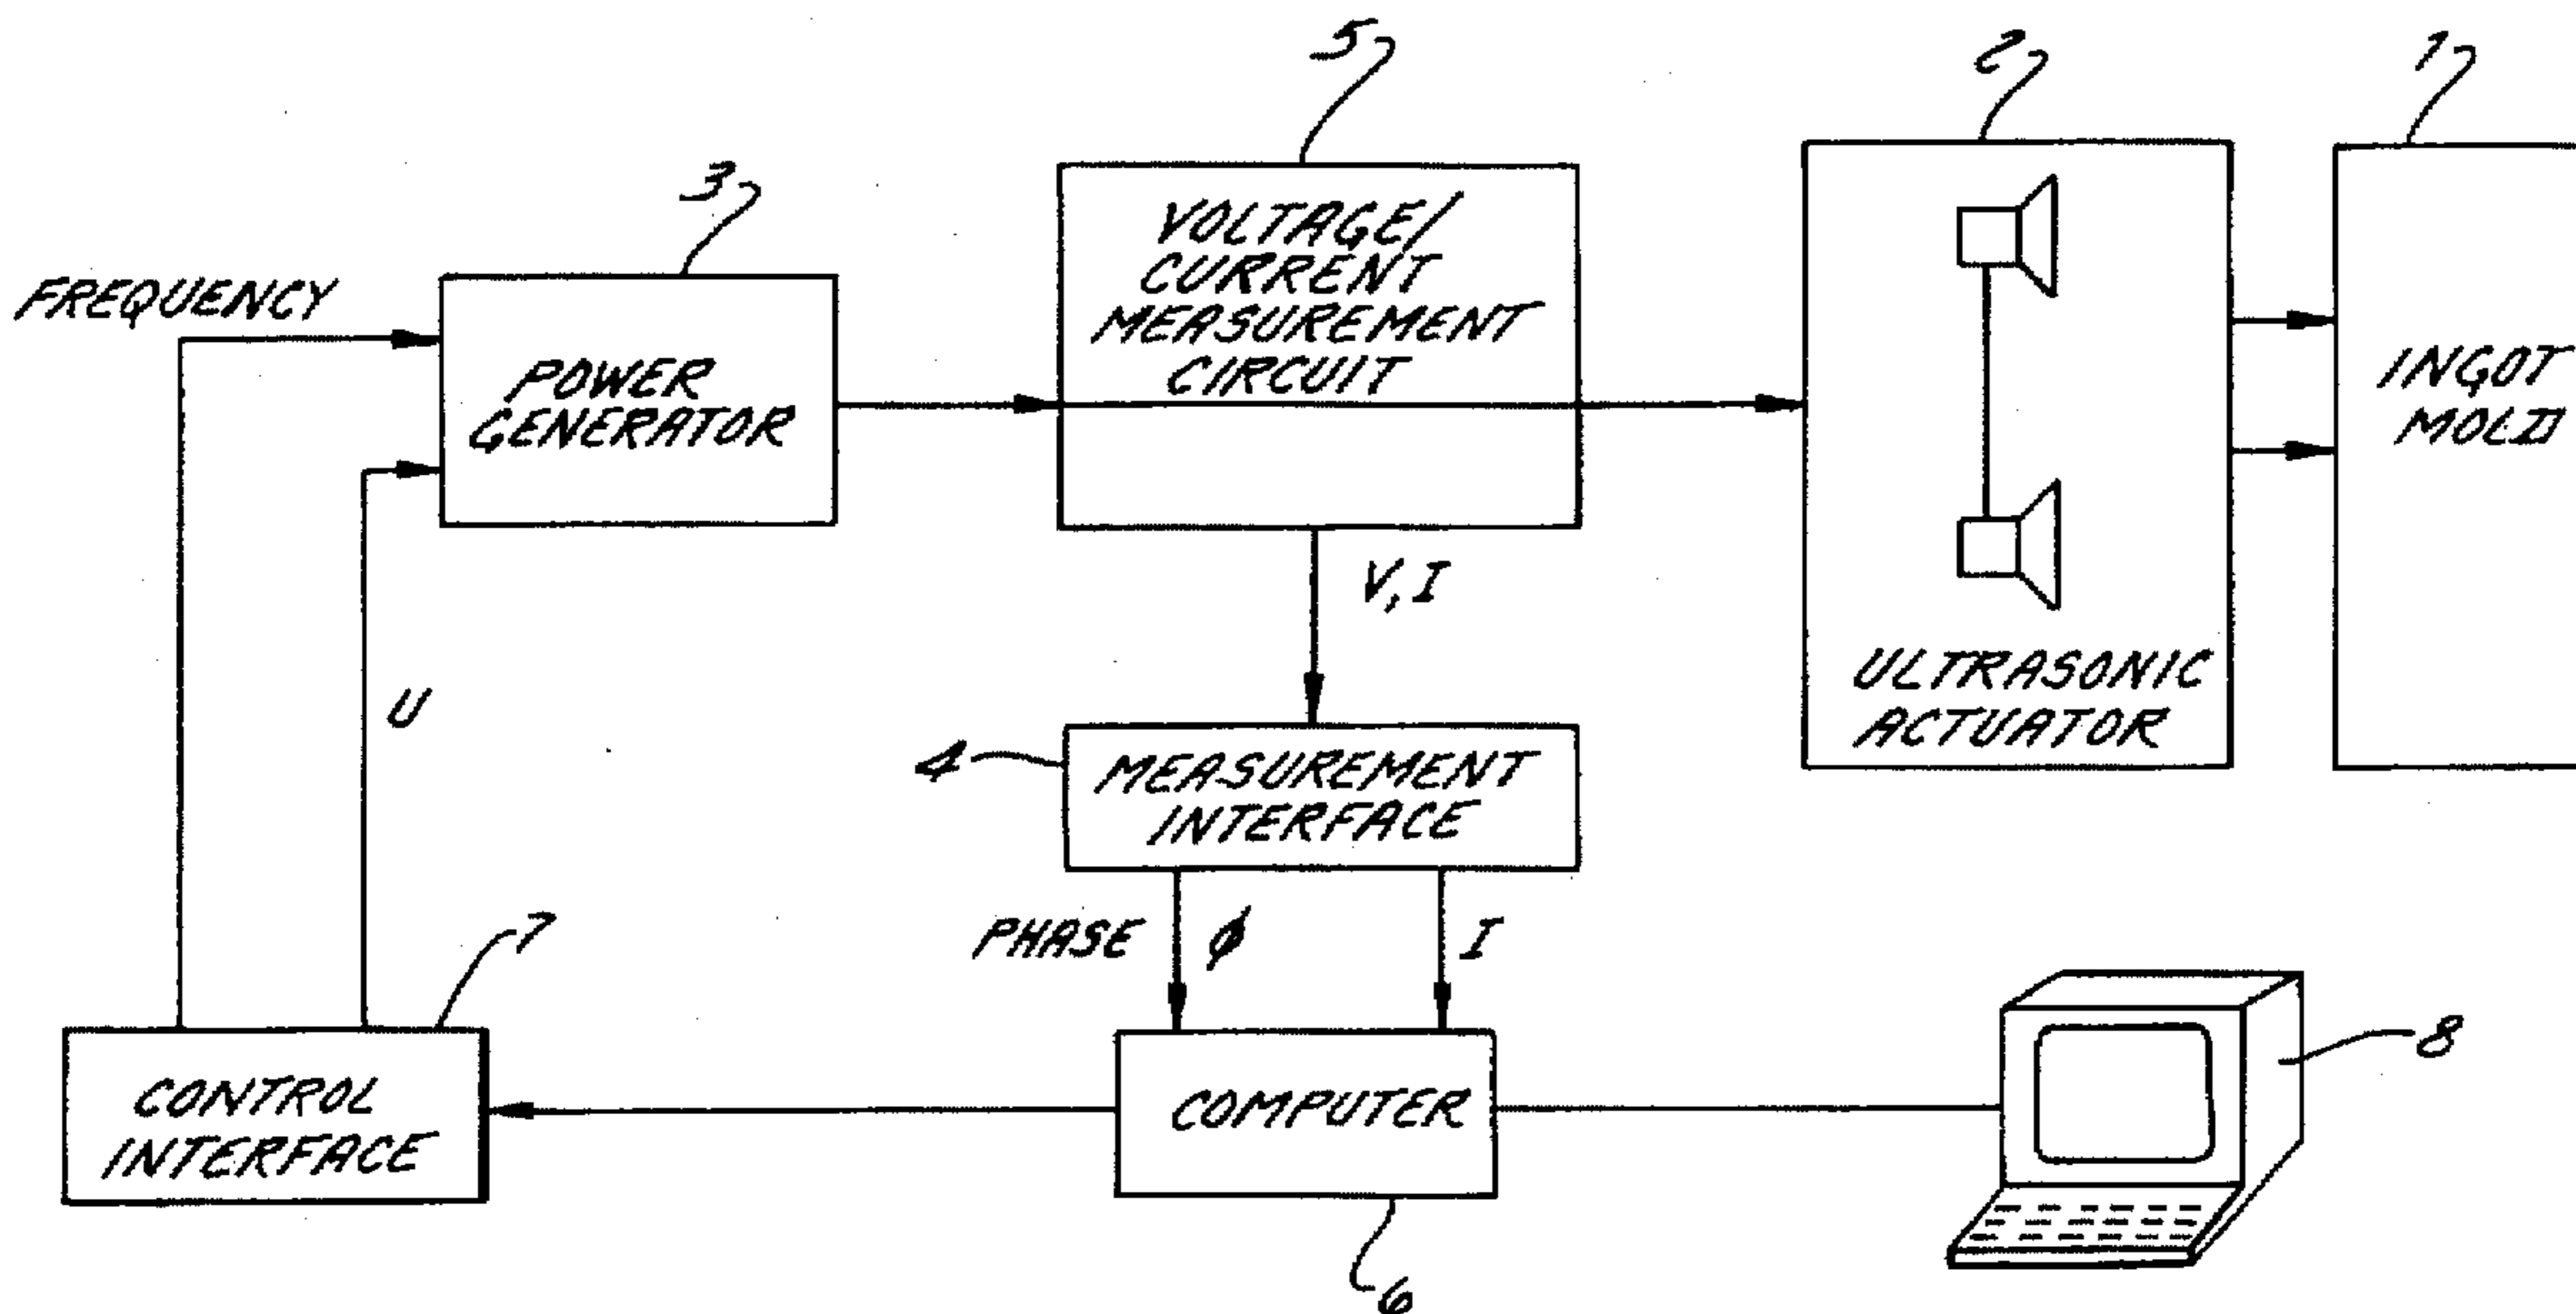 5
2
1
3
VOLTAGE/
CURRENT
MEASUREMENT
CIRCUIT
FREQUENCY
POWER
GENERATOR
INGOT
MOLD
V, I
U
ULTRASONIC
ACTUATOR
4
MEASUREMENT
INTERFACE
PHASE ϕ I
7
8
CONTROL
INTERFACE
COMPUTER
6